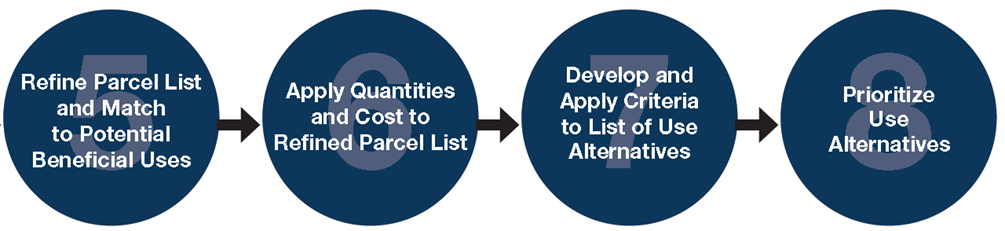 5
Refine Parcel List
and Match
to Potential
Beneficial Uses
6
Apply Quantities
and Cost to
Refined Parcel List
7
Develop and
Apply Criteria
to List of Use
Alternatives
8
Prioritize
Use
Alternatives